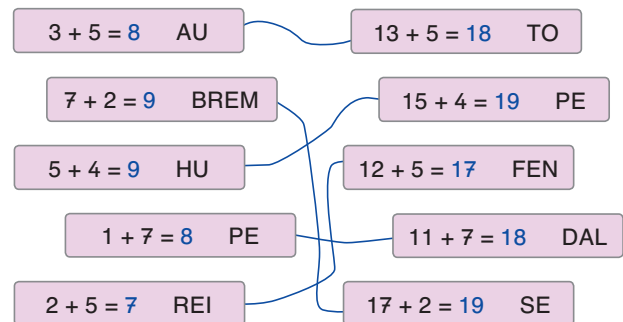 3 + 5 = 8 AU
13 + 5 = 18 TO
7 + 2 = 9 BREM
15 + 4 = 19 PE
5 + 4 = 9 HU
12 + 5 = 17 FEN
1 + 7 = 8 PE
11 + 7 = 18 DAL
2 + 5 = 7 REI
17 + 2 = 19 SE